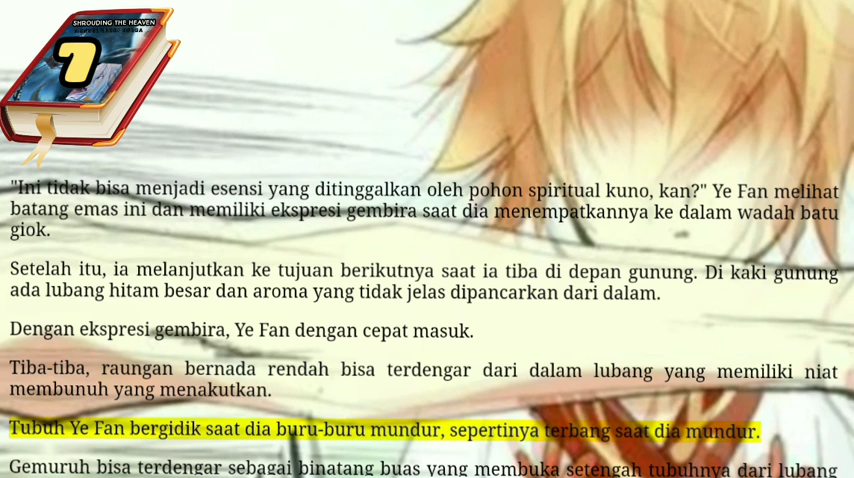 SHROUDING THE HEAVEN
7
"Ini tidak bisa menjadi esensi yang ditinggalkan oleh pohon spiritual kuno, kan?" Ye Fan melihat
batang emas ini dan memiliki ekspresi gembira saat dia menempatkannya ke dalam wadah batu
giok.
Setelah itu, ia melanjutkan ke tujuan berikutnya saat ia tiba di depan gunung. Di kaki gunung
ada lubang hitam besar dan aroma yang tidak jelas dipancarkan dari dalam.
Dengan ekspresi gembira, Ye Fan dengan cepat masuk.
Tiba-tiba, raungan bernada rendah bisa terdengar dari dalam lubang yang memiliki niat
membunuh yang menakutkan.
Tubuh Ye Fan bergidik saat dia buru-buru mundur, sepertinya terbang saat dia mundur.
Gemuruh bisa terdengar sebagai binatang buas yang membuka setengah tubuhnya dari lubang